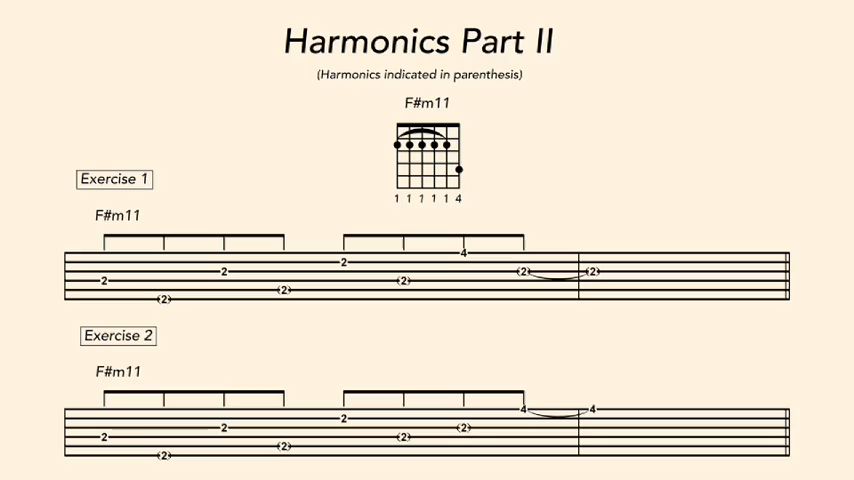 Harmonics Part II
(Harmonics indicated in parenthesis)
F#m11
1 1 1 1 1 4
Exercise 1
F#m11
2 (2) 2 (2) 2 (2) 4 (2) (2)
Exercise 2
F#m11
2 (2) 2 (2) 2 (2) (2) 4 4